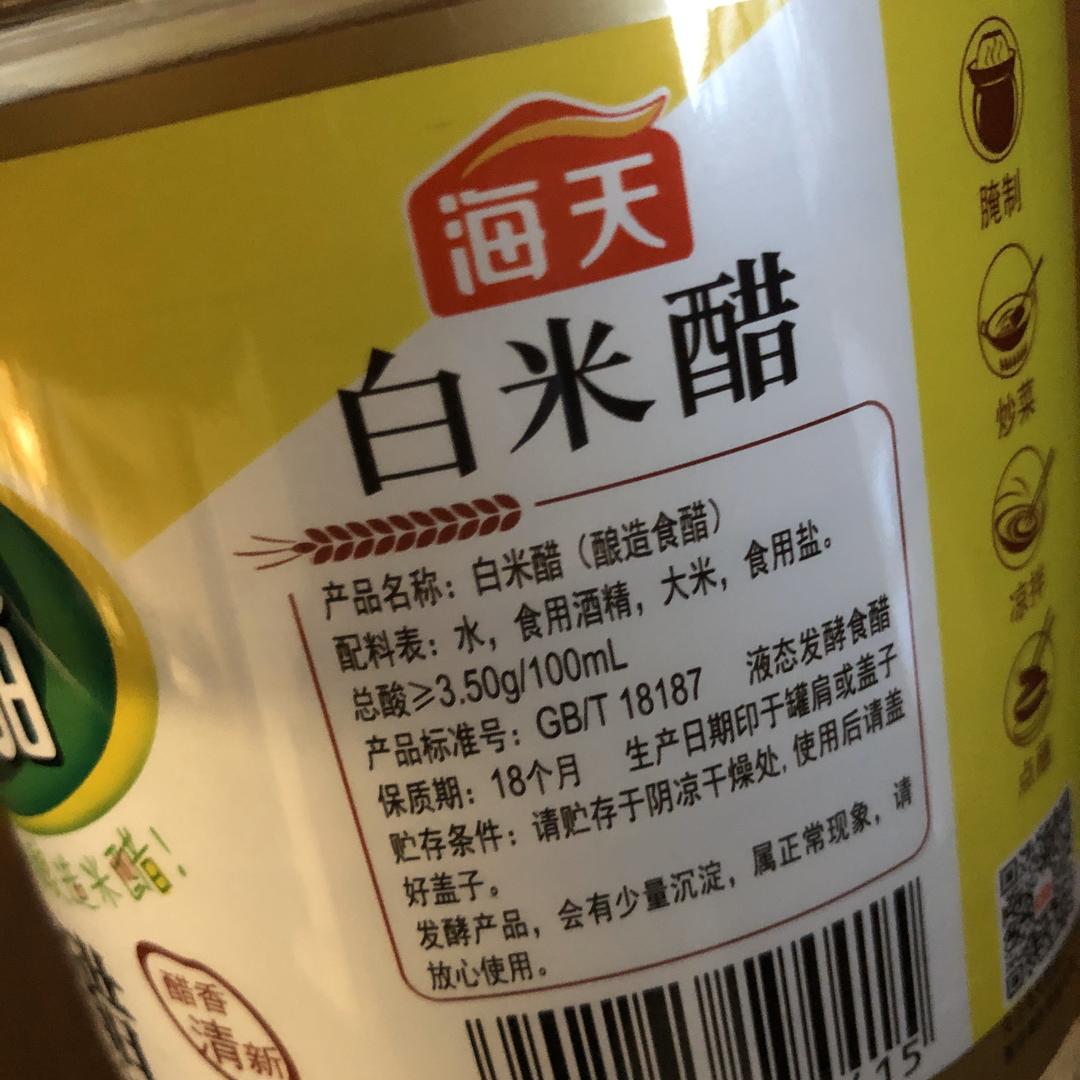 海天
白米醋
产品名称：白米醋（酿造食醋）
配料表：水，食用酒精，大米，食用盐。
总酸≥3.50g/100mL
产品标准号：GB/T 18187 液态发酵食醋
保质期：18个月 生产日期印于罐肩或盖子
贮存条件：请贮存于阴凉干燥处，使用后请盖
好盖子。
发酵产品，会有少量沉淀，属正常现象，请
放心使用。
腌制
炒菜
凉拌
点蘸
米醋！
醋香
清新
15